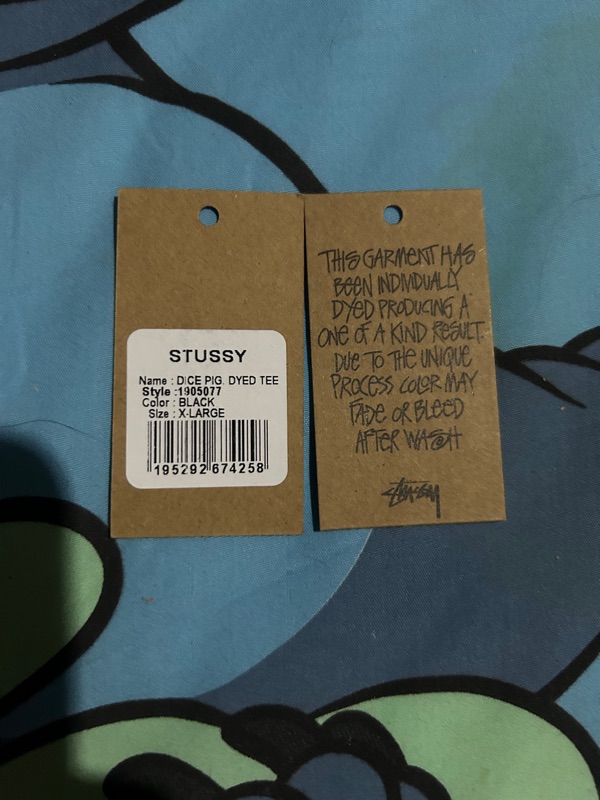 STUSSY
Name : DICE PIG. DYED TEE
Style :1905077
Color : BLACK
Size : X-LARGE
195292 674258
THIS GARMENT HAS
BEEN INDIVIDUALLY
DYED PRODUCING A
ONE OF A KIND RESULT.
DUE TO THE UNIQUE
PROCESS COLOR MAY
FADE OR BLEED
AFTER WASH
STUSSY